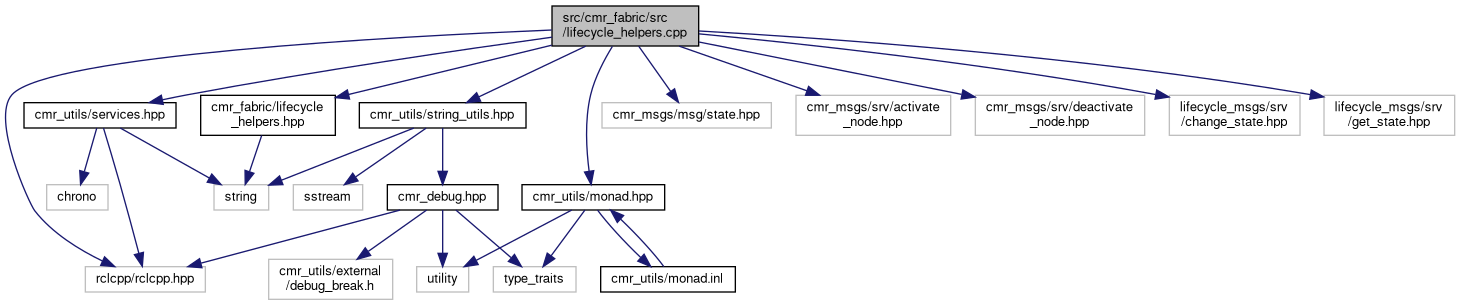 src/cmr_fabric/src
/lifecycle_helpers.cpp
cmr_utils/services.hpp
cmr_fabric/lifecycle
_helpers.hpp
cmr_utils/string_utils.hpp
cmr_msgs/msg/state.hpp
cmr_msgs/srv/activate
_node.hpp
cmr_msgs/srv/deactivate
_node.hpp
lifecycle_msgs/srv
/change_state.hpp
lifecycle_msgs/srv
/get_state.hpp
chrono
string
sstream
cmr_debug.hpp
cmr_utils/monad.hpp
rclcpp/rclcpp.hpp
cmr_utils/external
/debug_break.h
utility
type_traits
cmr_utils/monad.inl